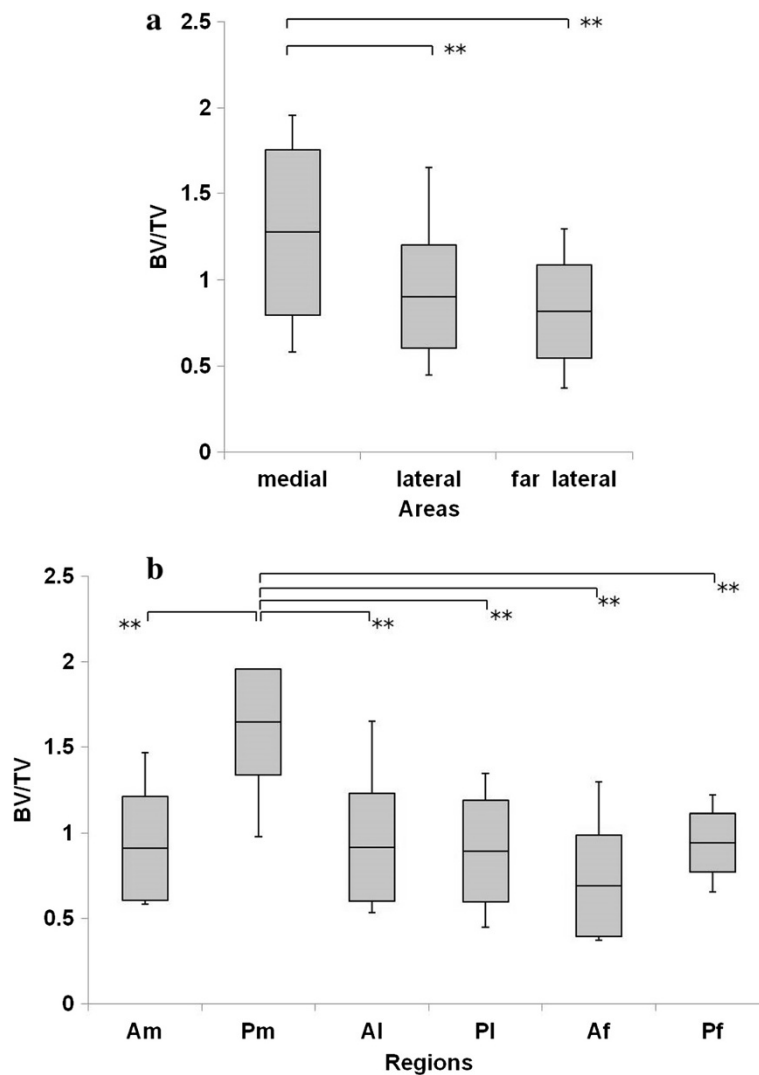 a
2.5
**
**
2
1.5
1
0.5
0
BV/TV
medial lateral far lateral
Areas
b
2.5
** ** ** ** **
2
1.5
1
0.5
0
BV/TV
Am Pm Al Pl Af Pf
Regions